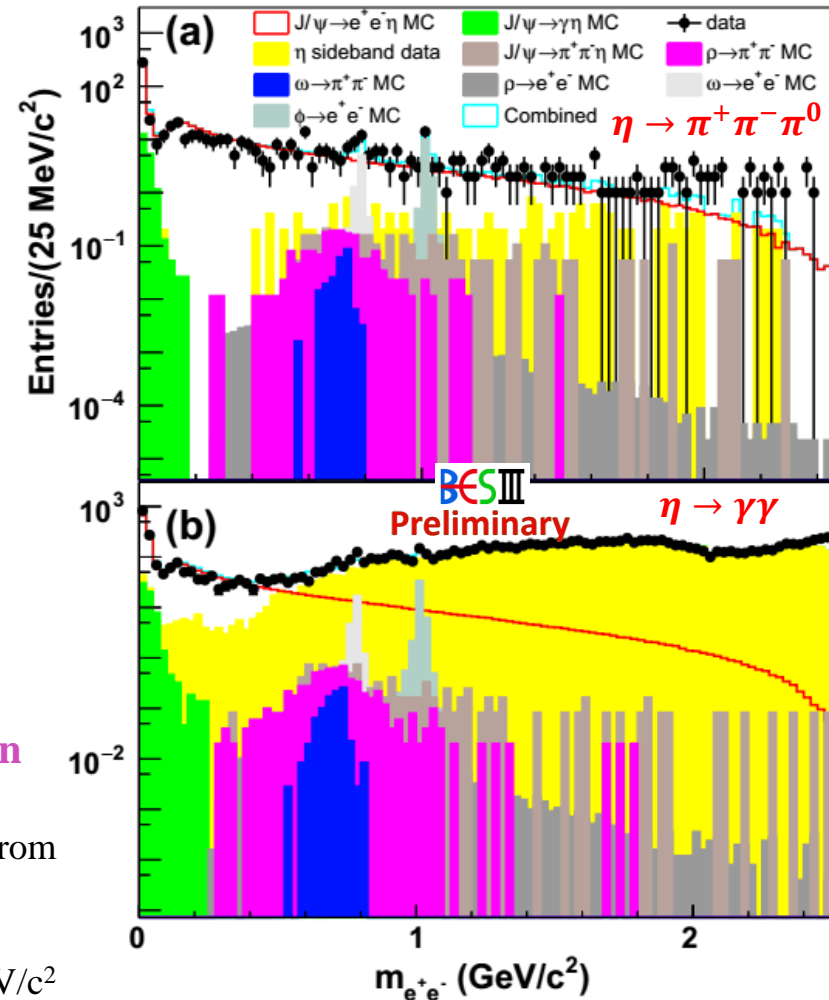 (a)
J/ψ→e⁺e⁻η MC
J/ψ→γη MC
data
η sideband data
J/ψ→π⁺π⁻η MC
ρ→π⁺π⁻ MC
ω→π⁺π⁻ MC
ρ→e⁺e⁻ MC
ω→e⁺e⁻ MC
ϕ→e⁺e⁻ MC
Combined
η → π⁺π⁻π⁰
10³
10²
10⁻¹
10⁻⁴
Entries/(25 MeV/c²)
BESIII
Preliminary
(b)
η → γγ
10³
10⁻²
0
1
2
m_e⁺e⁻ (GeV/c²)
n
rom
V/c²